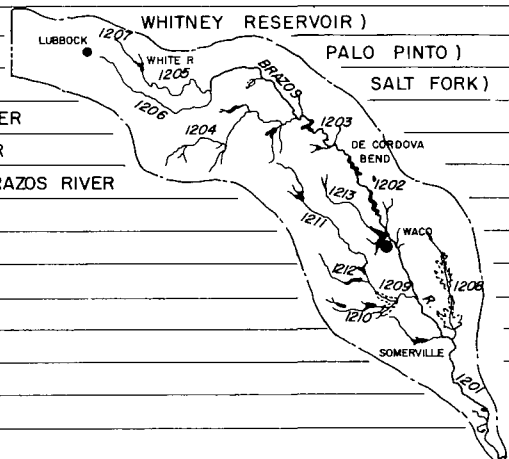 WHITNEY RESERVOIR )
PALO PINTO )
SALT FORK )
ER
R
RAZOS RIVER
1207
LUBBOCK
WHITE R
1205
1206
1204
BRAZOS
1203
DE CORDOVA
BEND
1202
1213
WACO
1211
1212
1209
1208
1210
R.
SOMERVILLE
1201